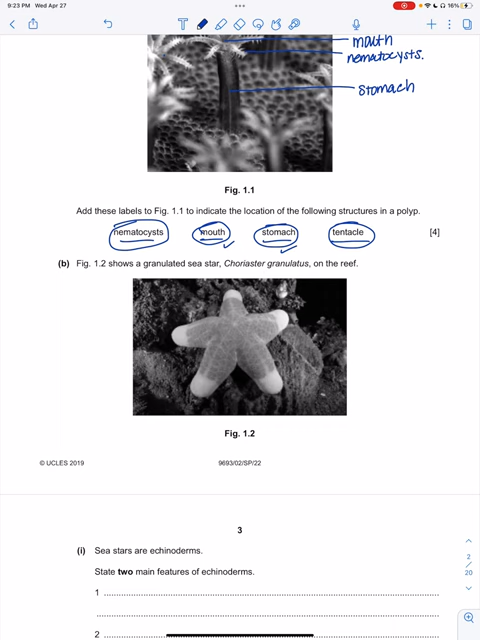 9:23 PM Wed Apr 27
16%
mouth
nematocysts.
stomach
Fig. 1.1
Add these labels to Fig. 1.1 to indicate the location of the following structures in a polyp.
nematocysts mouth stomach tentacle [4]
(b) Fig. 1.2 shows a granulated sea star, Choriaster granulatus, on the reef.
Fig. 1.2
© UCLES 2019 9693/02/SP/22
3
(i) Sea stars are echinoderms.
State two main features of echinoderms.
2
/
20
1 ....................................................................................................
....................................................................................................
2 ....................................................................................................